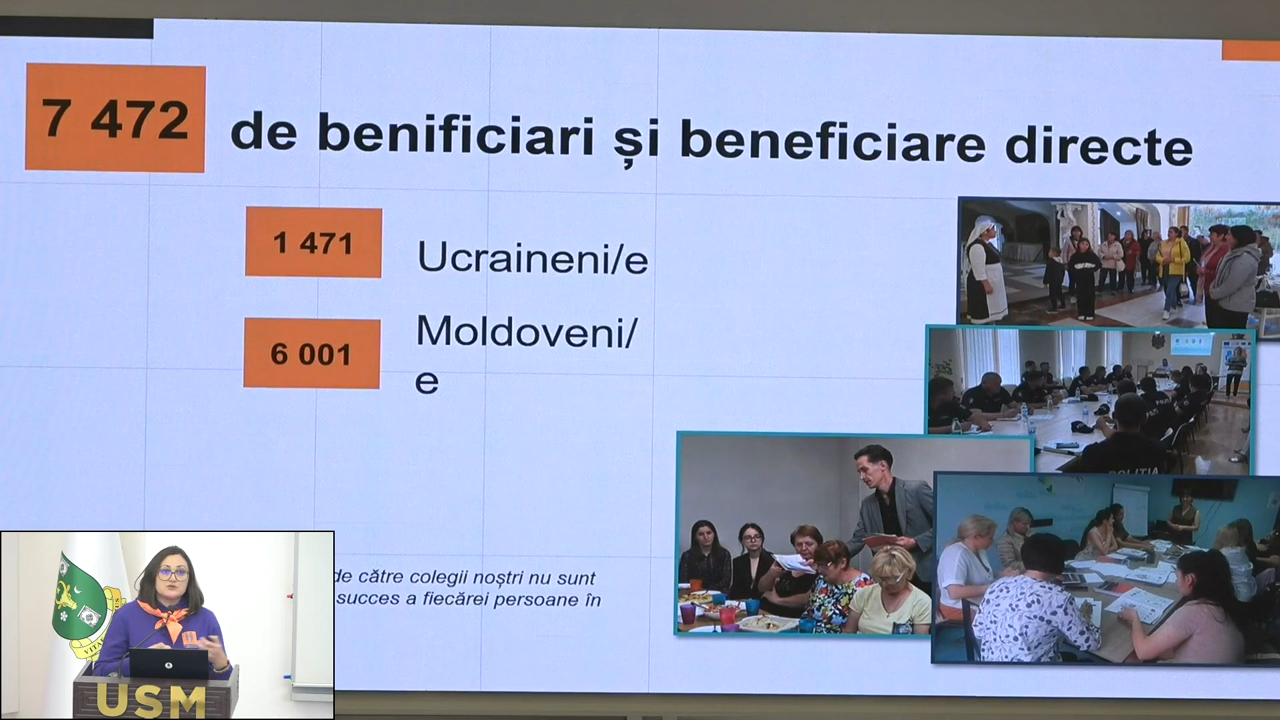 7 472
de benificiari și beneficiare directe
1 471
Ucraineni/e
6 001
Moldoveni/
e
de către colegii noștri nu sunt
succes a fiecărei persoane în
POLIȚIA
USM